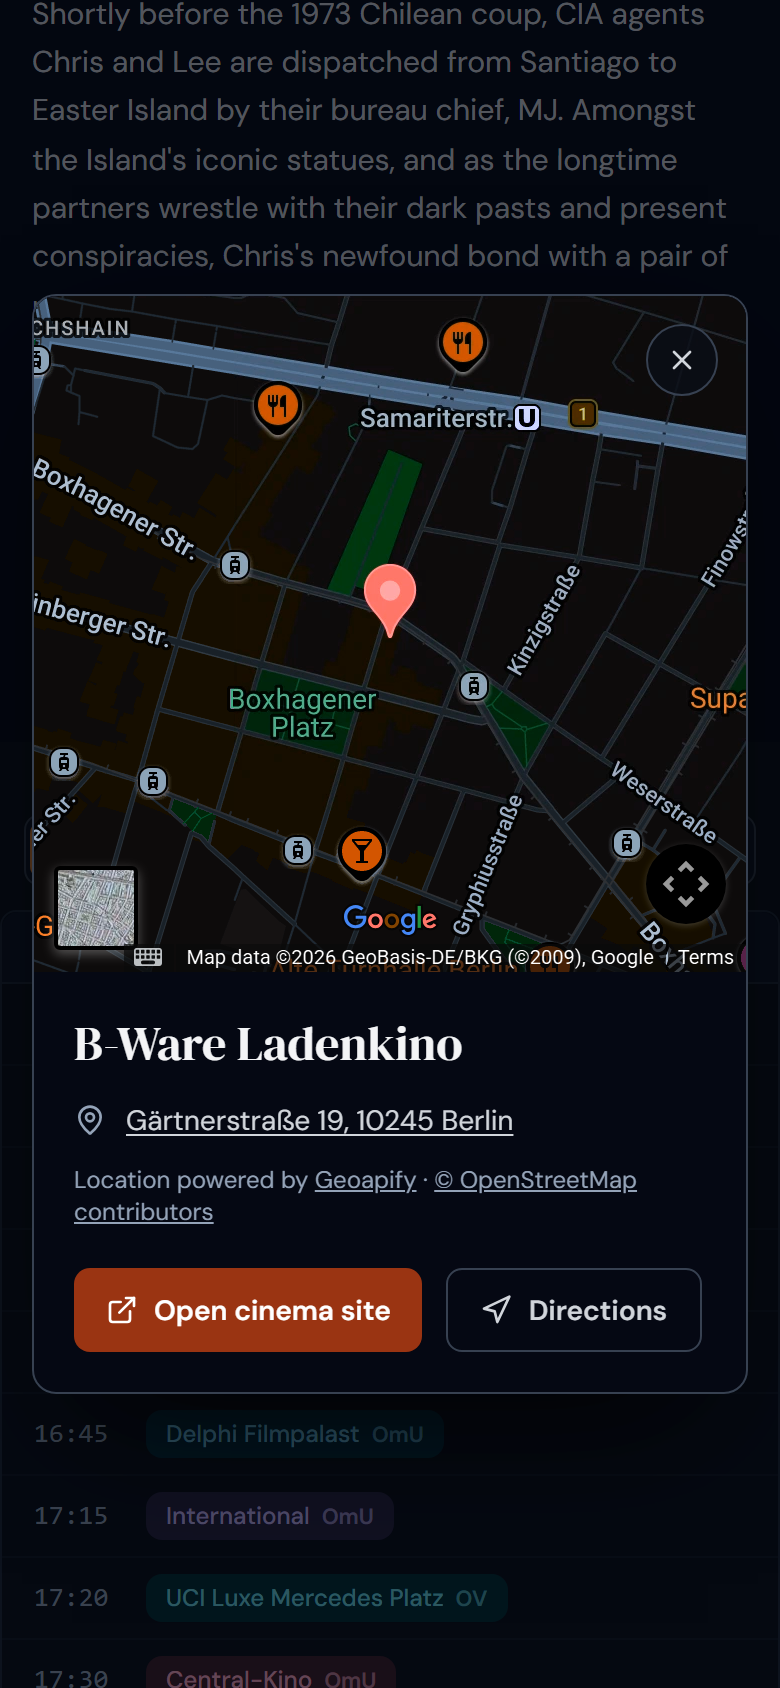 Shortly before the 1973 Chilean coup, CIA agents
Chris and Lee are dispatched from Santiago to
Easter Island by their bureau chief, MJ. Amongst
the Island's iconic statues, and as the longtime
partners wrestle with their dark pasts and present
conspiracies, Chris's newfound bond with a pair of
CHSHAIN
Samariterstr. U
1
Boxhagener Str.
Finowst
inberger Str.
Kinzigstraße
Boxhagener
Platz
Supa
Weserstraße
er Str.
Gryphiusstraße
G
Google
Box
Alte Turnhalle Berlin
Map data ©2026 GeoBasis-DE/BKG (©2009), Google
Terms
B-Ware Ladenkino
Gärtnerstraße 19, 10245 Berlin
Location powered by Geoapify · © OpenStreetMap
contributors
Open cinema site
Directions
16:45 Delphi Filmpalast OmU
17:15 International OmU
17:20 UCI Luxe Mercedes Platz OV
17:30 Central-Kino OmU